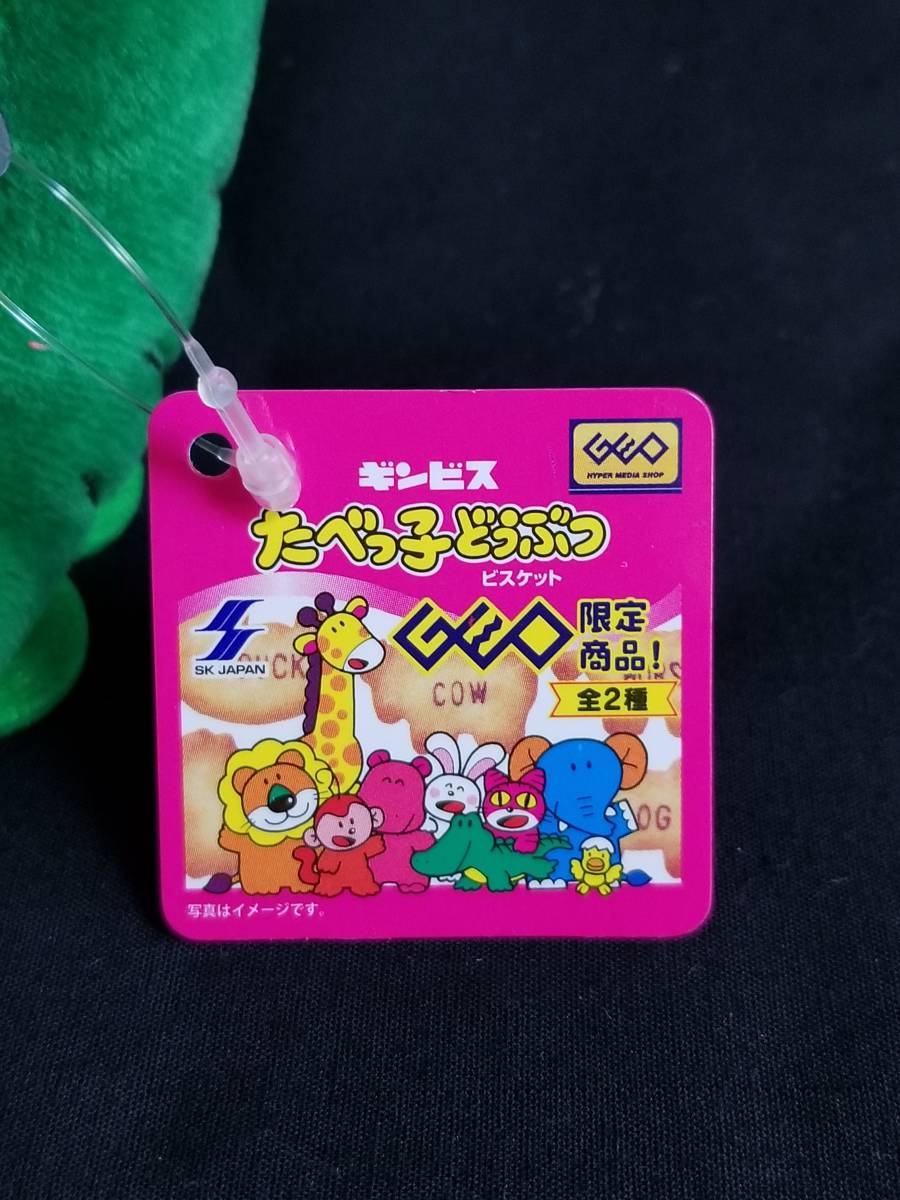 GEO
HYPER MEDIA SHOP
ギンビス
たべっ子どうぶつ
ビスケット
SK JAPAN
GEO
限定
商品!
全2種
COW
写真はイメージです。